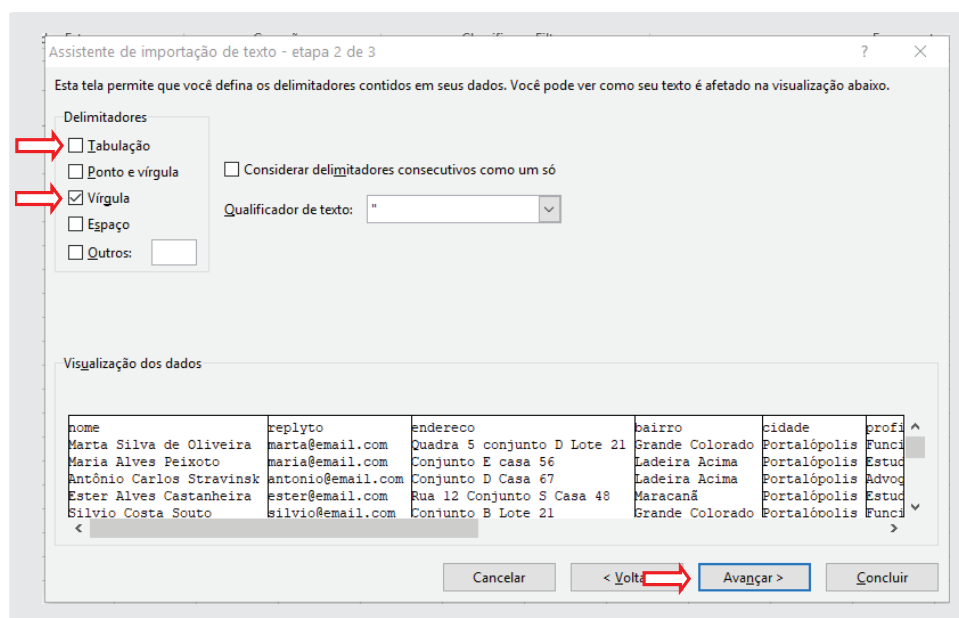 Assistente de importação de texto - etapa 2 de 3 ? ×
Esta tela permite que você defina os delimitadores contidos em seus dados. Você pode ver como seu texto é afetado na visualização abaixo.
Delimitadores
Tabulação
Ponto e vírgula
Considerar delimitadores consecutivos como um só
Vírgula
Qualificador de texto: "
Espaço
Outros:
Visualização dos dados
nome replyto endereco bairro cidade profi
Marta Silva de Oliveira marta@email.com Quadra 5 conjunto D Lote 21 Grande Colorado Portalópolis Funci
Maria Alves Peixoto maria@email.com Conjunto E casa 56 Ladeira Acima Portalópolis Estud
Antônio Carlos Stravinsk antonio@email.com Conjunto D Casa 67 Ladeira Acima Portalópolis Advog
Ester Alves Castanheira ester@email.com Rua 12 Conjunto S Casa 48 Maracanã Portalópolis Estud
Silvio Costa Souto silvio@email.com Conjunto B Lote 21 Grande Colorado Portalópolis Funci
Cancelar < Volta Avançar > Concluir